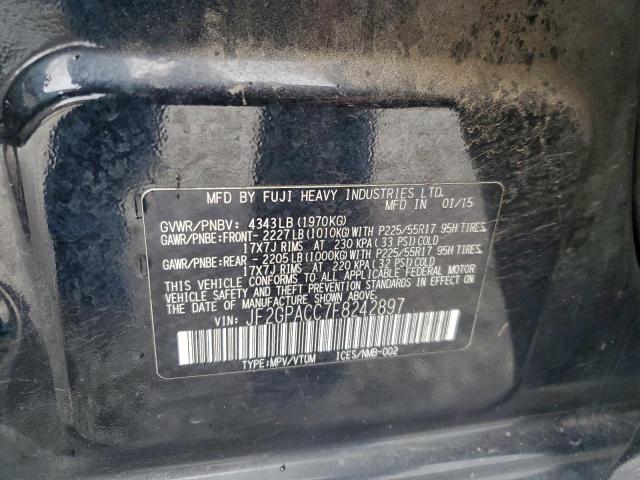 MFD BY FUJI HEAVY INDUSTRIES LTD.
MFD IN 01/15
GVWR/PNBV: 4343LB(1970KG)
GAWR/PNBE:FRONT-2227LB(1010KG)WITH P225/55R17 95H TIRES,
17X7J RIMS AT 230 KPA(33 PSI)COLD
GAWR/PNBE:REAR -2205LB(1000KG)WITH P225/55R17 95H TIRES,
17X7J RIMS AT 220 KPA(32 PSI)COLD
THIS VEHICLE CONFORMS TO ALL APPLICABLE FEDERAL MOTOR
VEHICLE SAFETY AND THEFT PREVENTION STANDARDS IN EFFECT
ON THE DATE OF MANUFACTURE SHOWN ABOVE.
VIN: JF2GPACC7F8242897
TYPE:MPV/VTUM ICES/NMB-002